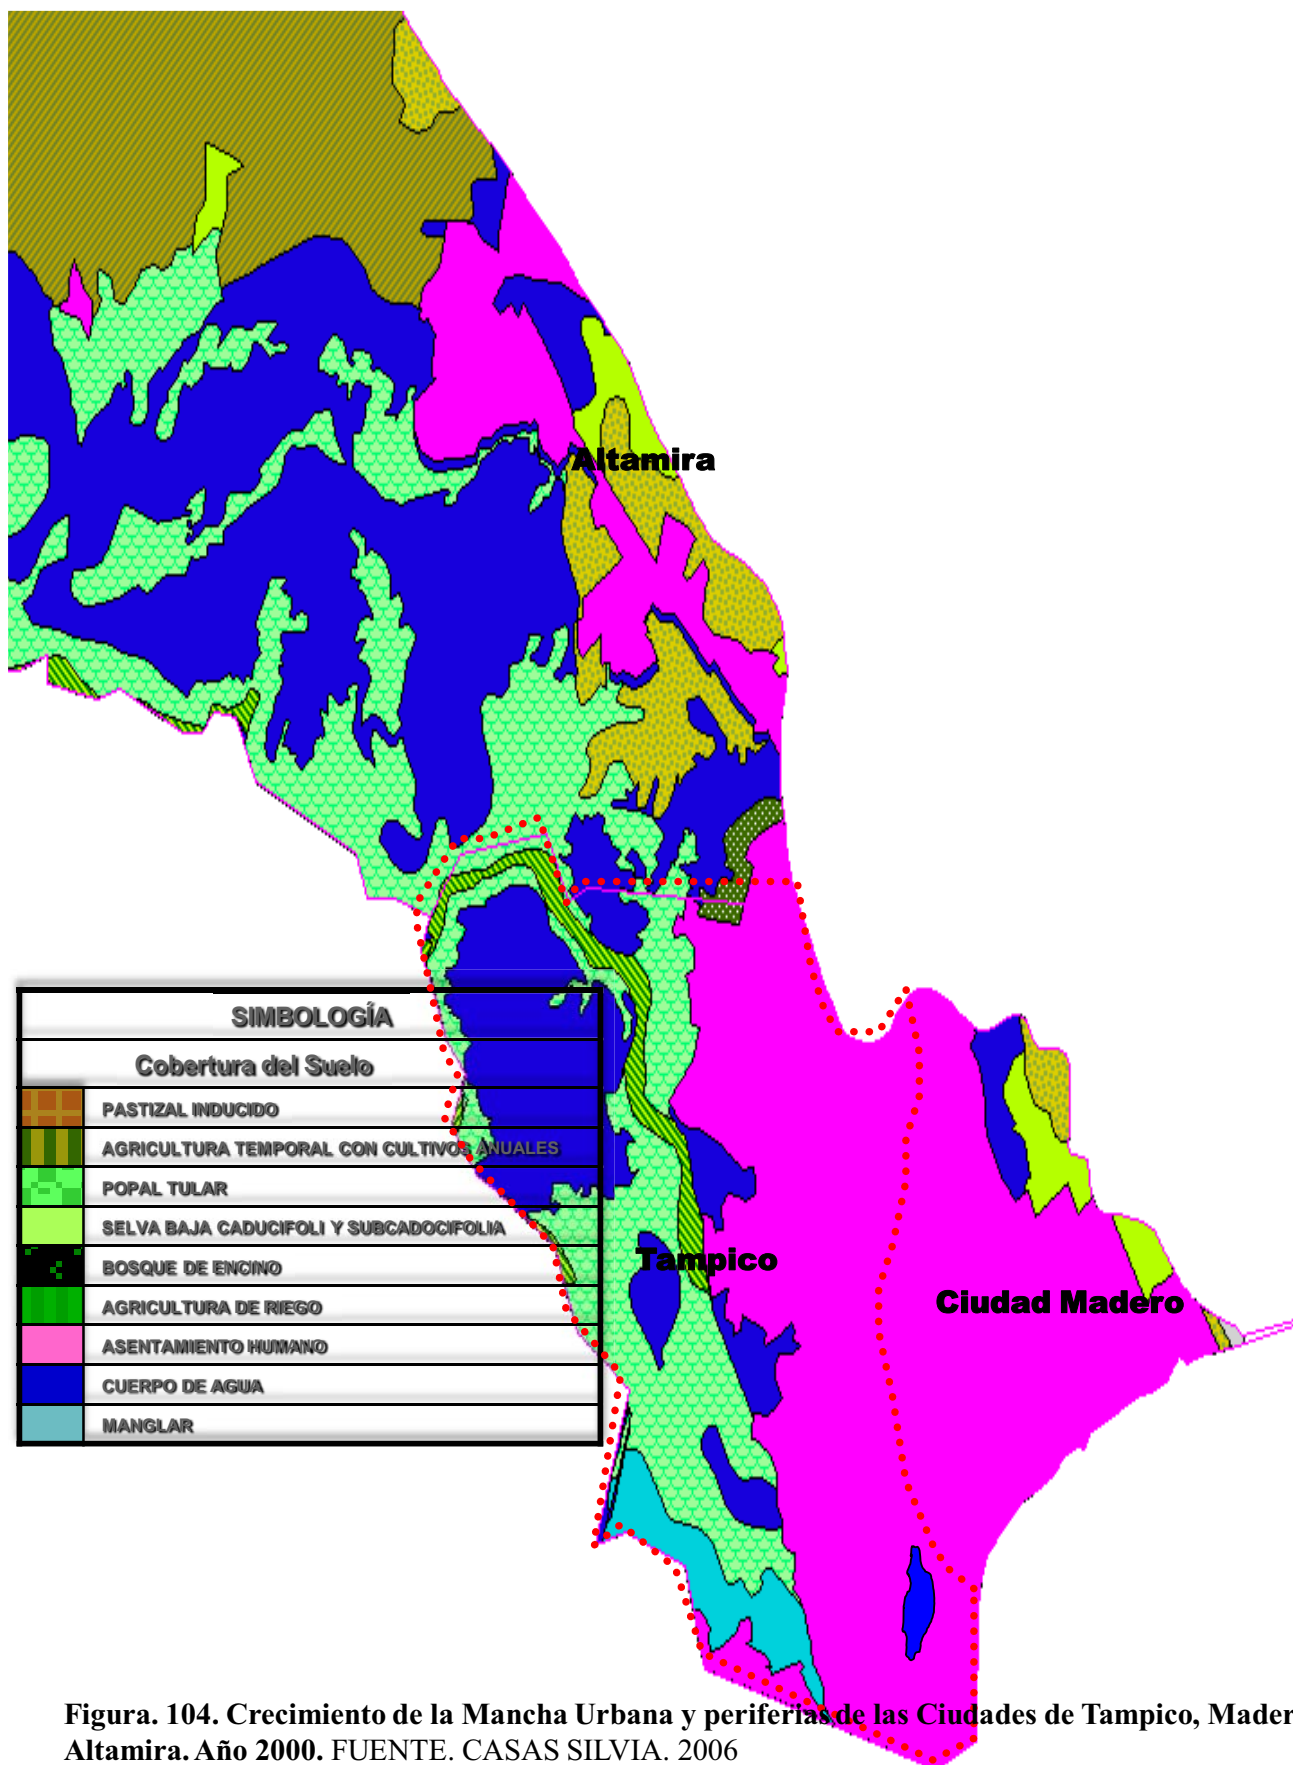 Altamira
SIMBOLOGÍA
Cobertura del Suelo
PASTIZAL INDUCIDO
AGRICULTURA TEMPORAL CON CULTIVOS ANUALES
POPAL TULAR
SELVA BAJA CADUCIFOLI Y SUBCADOCIFOLIA
BOSQUE DE ENCINO
AGRICULTURA DE RIEGO
ASENTAMIENTO HUMANO
CUERPO DE AGUA
MANGLAR
Tampico
Ciudad Madero
Figura. 104. Crecimiento de la Mancha Urbana y periferias de las Ciudades de Tampico, Mader
Altamira. Año 2000. FUENTE. CASAS SILVIA. 2006